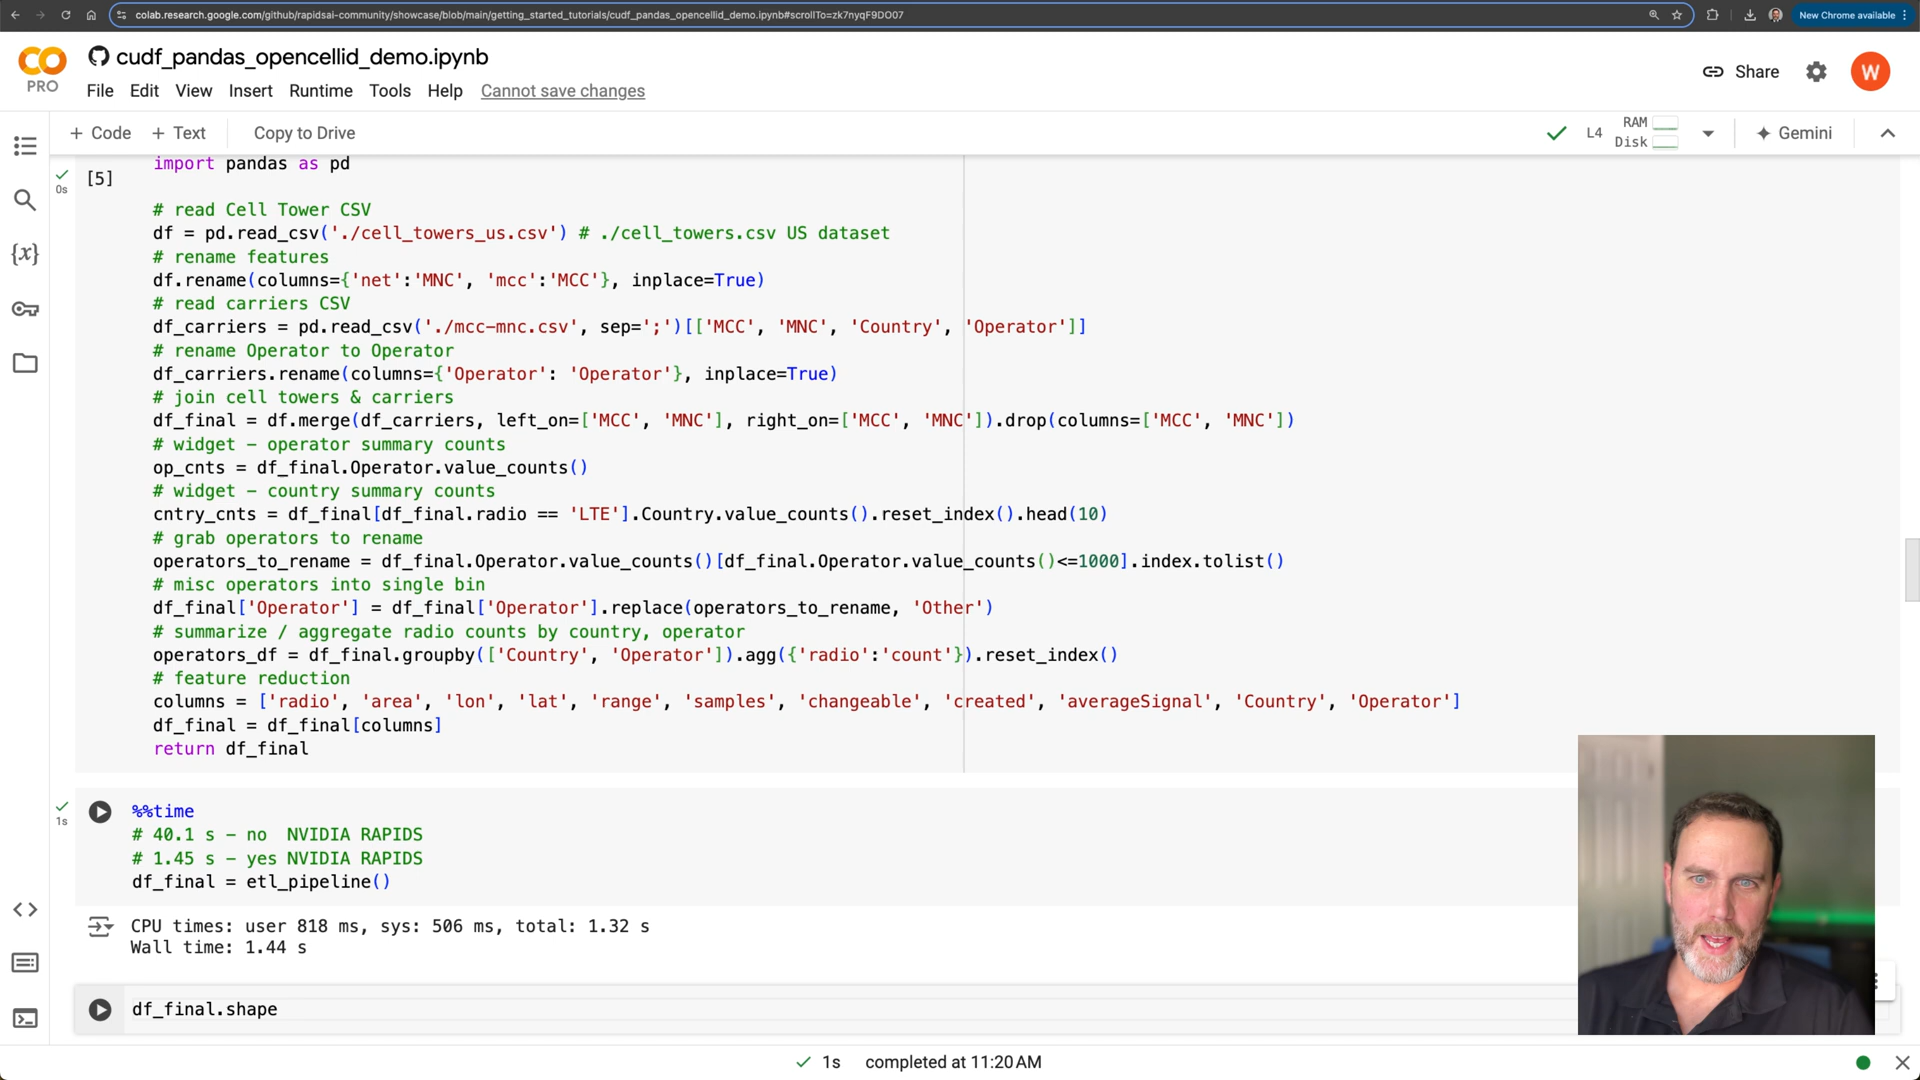 colab.research.google.com/github/rapidsai-community/showcase/blob/main/getting_started_tutorials/cudf_pandas_opencellid_demo.ipynb#scrollTo=zk7nyqF9DO07
New Chrome available
PRO
cudf_pandas_opencellid_demo.ipynb
File Edit View Insert Runtime Tools Help Cannot save changes
Share
W
+ Code + Text Copy to Drive
L4
RAM
Disk
Gemini
{x}
0s
[5]
import pandas as pd
# read Cell Tower CSV
df = pd.read_csv('./cell_towers_us.csv') # ./cell_towers.csv US dataset
# rename features
df.rename(columns={'net':'MNC', 'mcc':'MCC'}, inplace=True)
# read carriers CSV
df_carriers = pd.read_csv('./mcc-mnc.csv', sep=';')[['MCC', 'MNC', 'Country', 'Operator']]
# rename Operator to Operator
df_carriers.rename(columns={'Operator': 'Operator'}, inplace=True)
# join cell towers & carriers
df_final = df.merge(df_carriers, left_on=['MCC', 'MNC'], right_on=['MCC', 'MNC']).drop(columns=['MCC', 'MNC'])
# widget - operator summary counts
op_cnts = df_final.Operator.value_counts()
# widget - country summary counts
cntry_cnts = df_final[df_final.radio == 'LTE'].Country.value_counts().reset_index().head(10)
# grab operators to rename
operators_to_rename = df_final.Operator.value_counts()[df_final.Operator.value_counts()<=1000].index.tolist()
# misc operators into single bin
df_final['Operator'] = df_final['Operator'].replace(operators_to_rename, 'Other')
# summarize / aggregate radio counts by country, operator
operators_df = df_final.groupby(['Country', 'Operator']).agg({'radio':'count'}).reset_index()
# feature reduction
columns = ['radio', 'area', 'lon', 'lat', 'range', 'samples', 'changeable', 'created', 'averageSignal', 'Country', 'Operator']
df_final = df_final[columns]
return df_final
1s
%%time
# 40.1 s - no  NVIDIA RAPIDS
# 1.45 s - yes NVIDIA RAPIDS
df_final = etl_pipeline()
CPU times: user 818 ms, sys: 506 ms, total: 1.32 s
Wall time: 1.44 s
df_final.shape
1s completed at 11:20 AM